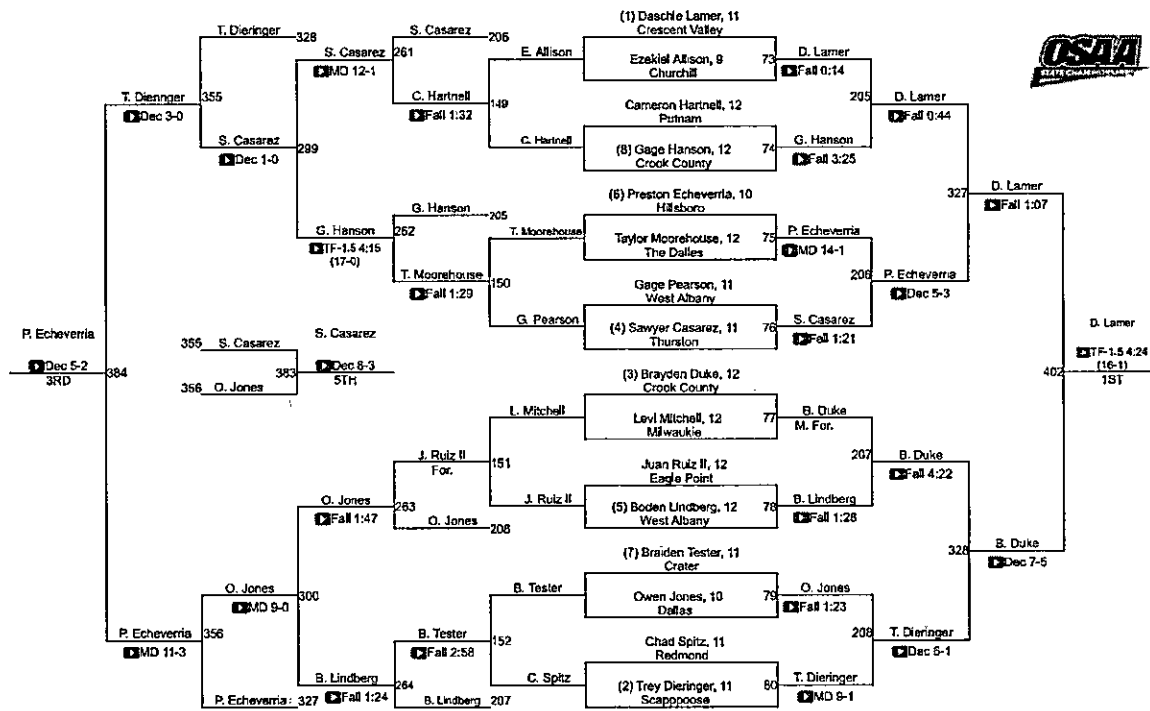 (1) Daschle Lamer, 11
Crescent Valley
OSAA
STATE CHAMPIONSHIPS
T. Dieringer
328
S. Casarez
206
S. Casarez
261
MD 12-1
E. Allison
Ezekiel Allison, 9
Churchill
73
D. Lamer
Fall 0:14
T. Dennger
355
Dec 3-0
C. Hartnell
149
Fall 1:32
Cameron Hartnell, 12
Putnam
205
D. Lamer
Fall 0:44
S. Casarez
299
Dec 1-0
C. Hartnell
(8) Gage Hanson, 12
Crook County
74
G. Hanson
Fall 3:25
(6) Preston Echeverria, 10
Hillsboro
327
D. Lamer
Fall 1:07
G. Hanson
205
G. Hanson
262
TF-1.5 4:15
(17-0)
T. Moorehouse
Taylor Moorehouse, 12
The Dalles
75
P. Echeverria
MD 14-1
T. Moorehouse
150
Fall 1:29
Gage Pearson, 11
West Albany
206
P. Echeverria
Dec 5-3
G. Pearson
(4) Sawyer Casarez, 11
Thurston
76
S. Casarez
Fall 1:21
P. Echeverria
Dec 5-2
3RD
384
355
S. Casarez
383
356
O. Jones
S. Casarez
Dec 8-3
5TH
(3) Brayden Duke, 12
Crook County
D. Lamer
TF-1.5 4:24
(16-1)
1ST
402
L. Mitchell
Levi Mitchell, 12
Milwaukie
77
B. Duke
M. For.
J. Ruiz II
For.
151
Juan Ruiz II, 12
Eagle Point
207
B. Duke
Fall 4:22
O. Jones
Fall 1:47
263
J. Ruiz II
(5) Boden Lindberg, 12
West Albany
78
B. Lindberg
Fall 1:28
O. Jones
208
(7) Braiden Tester, 11
Crater
328
B. Duke
Dec 7-5
O. Jones
300
MD 9-0
B. Tester
Owen Jones, 10
Dallas
79
O. Jones
Fall 1:23
P. Echeverria
356
MD 11-3
B. Tester
152
Fall 2:58
Chad Spitz, 11
Redmond
208
T. Dieringer
Dec 6-1
B. Lindberg
264
Fall 1:24
C. Spitz
(2) Trey Dieringer, 11
Scappoose
80
T. Dieringer
MD 9-1
P. Echeverria
327
B. Lindberg
207